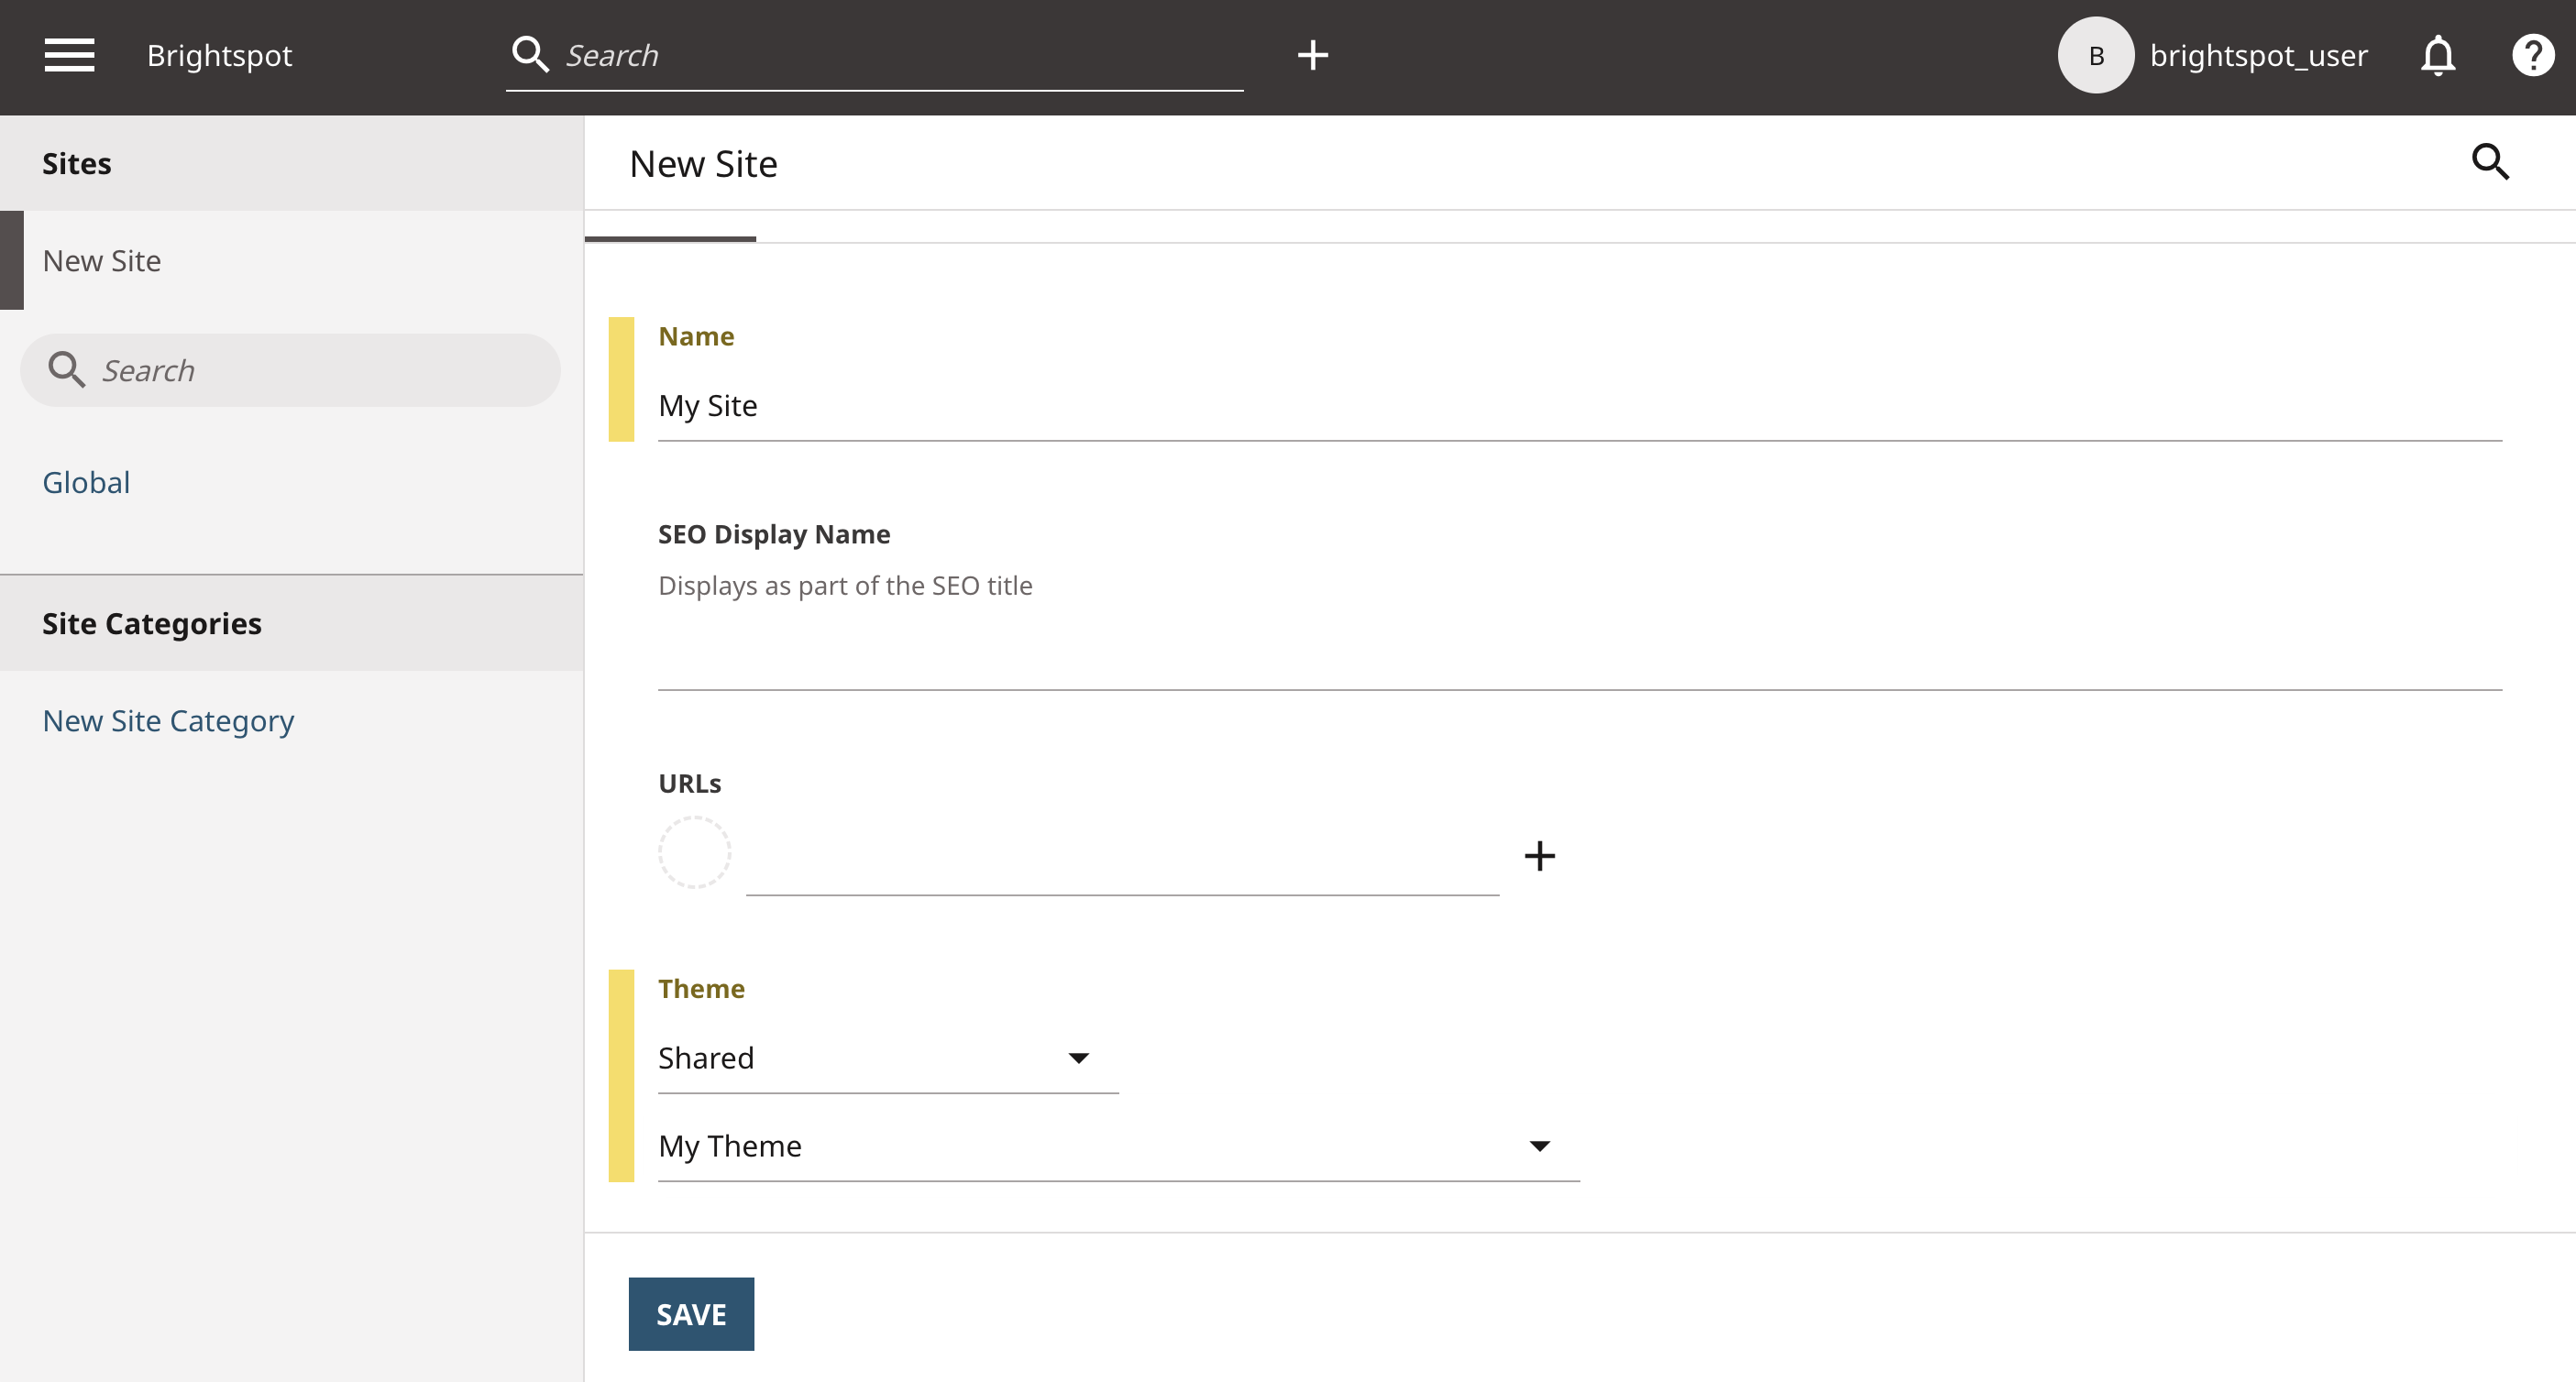 Brightspot
Search
B brightspot_user
Sites
New Site
Search
Global
Site Categories
New Site Category
New Site
Name
My Site
SEO Display Name
Displays as part of the SEO title
URLs
Theme
Shared
My Theme
SAVE